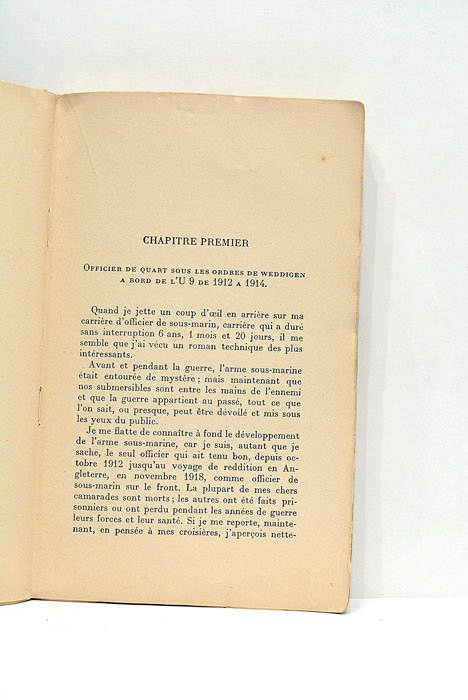 CHAPITRE PREMIER
OFFICIER DE QUART SOUS LES ORDRES DE WEDDIGEN
A BORD DE L'U 9 DE 1912 A 1914.
Quand je jette un coup d'œil en arrière sur ma
carrière d'officier de sous-marin, carrière qui a duré
sans interruption 6 ans, 1 mois et 20 jours, il me
semble que j'ai vécu un roman technique des plus
intéressants.
Avant et pendant la guerre, l'arme sous-marine
était entourée de mystère ; mais maintenant que
nos submersibles sont entre les mains de l'ennemi
et que la guerre appartient au passé, tout ce que
l'on sait, ou presque, peut être dévoilé et mis sous
les yeux du public.
Je me flatte de connaître à fond le développement
de l'arme sous-marine, car je suis, autant que je
sache, le seul officier qui ait tenu bon, depuis oc-
tobre 1912 jusqu'au voyage de reddition en An-
gleterre, en novembre 1918, comme officier de
sous-marin sur le front. La plupart de mes chers
camarades sont morts ; les autres ont été faits pri-
sonniers ou ont perdu pendant les années de guerre
leurs forces et leur santé. Si je me reporte, mainte-
nant, en pensée à mes croisières, j'aperçois nette-